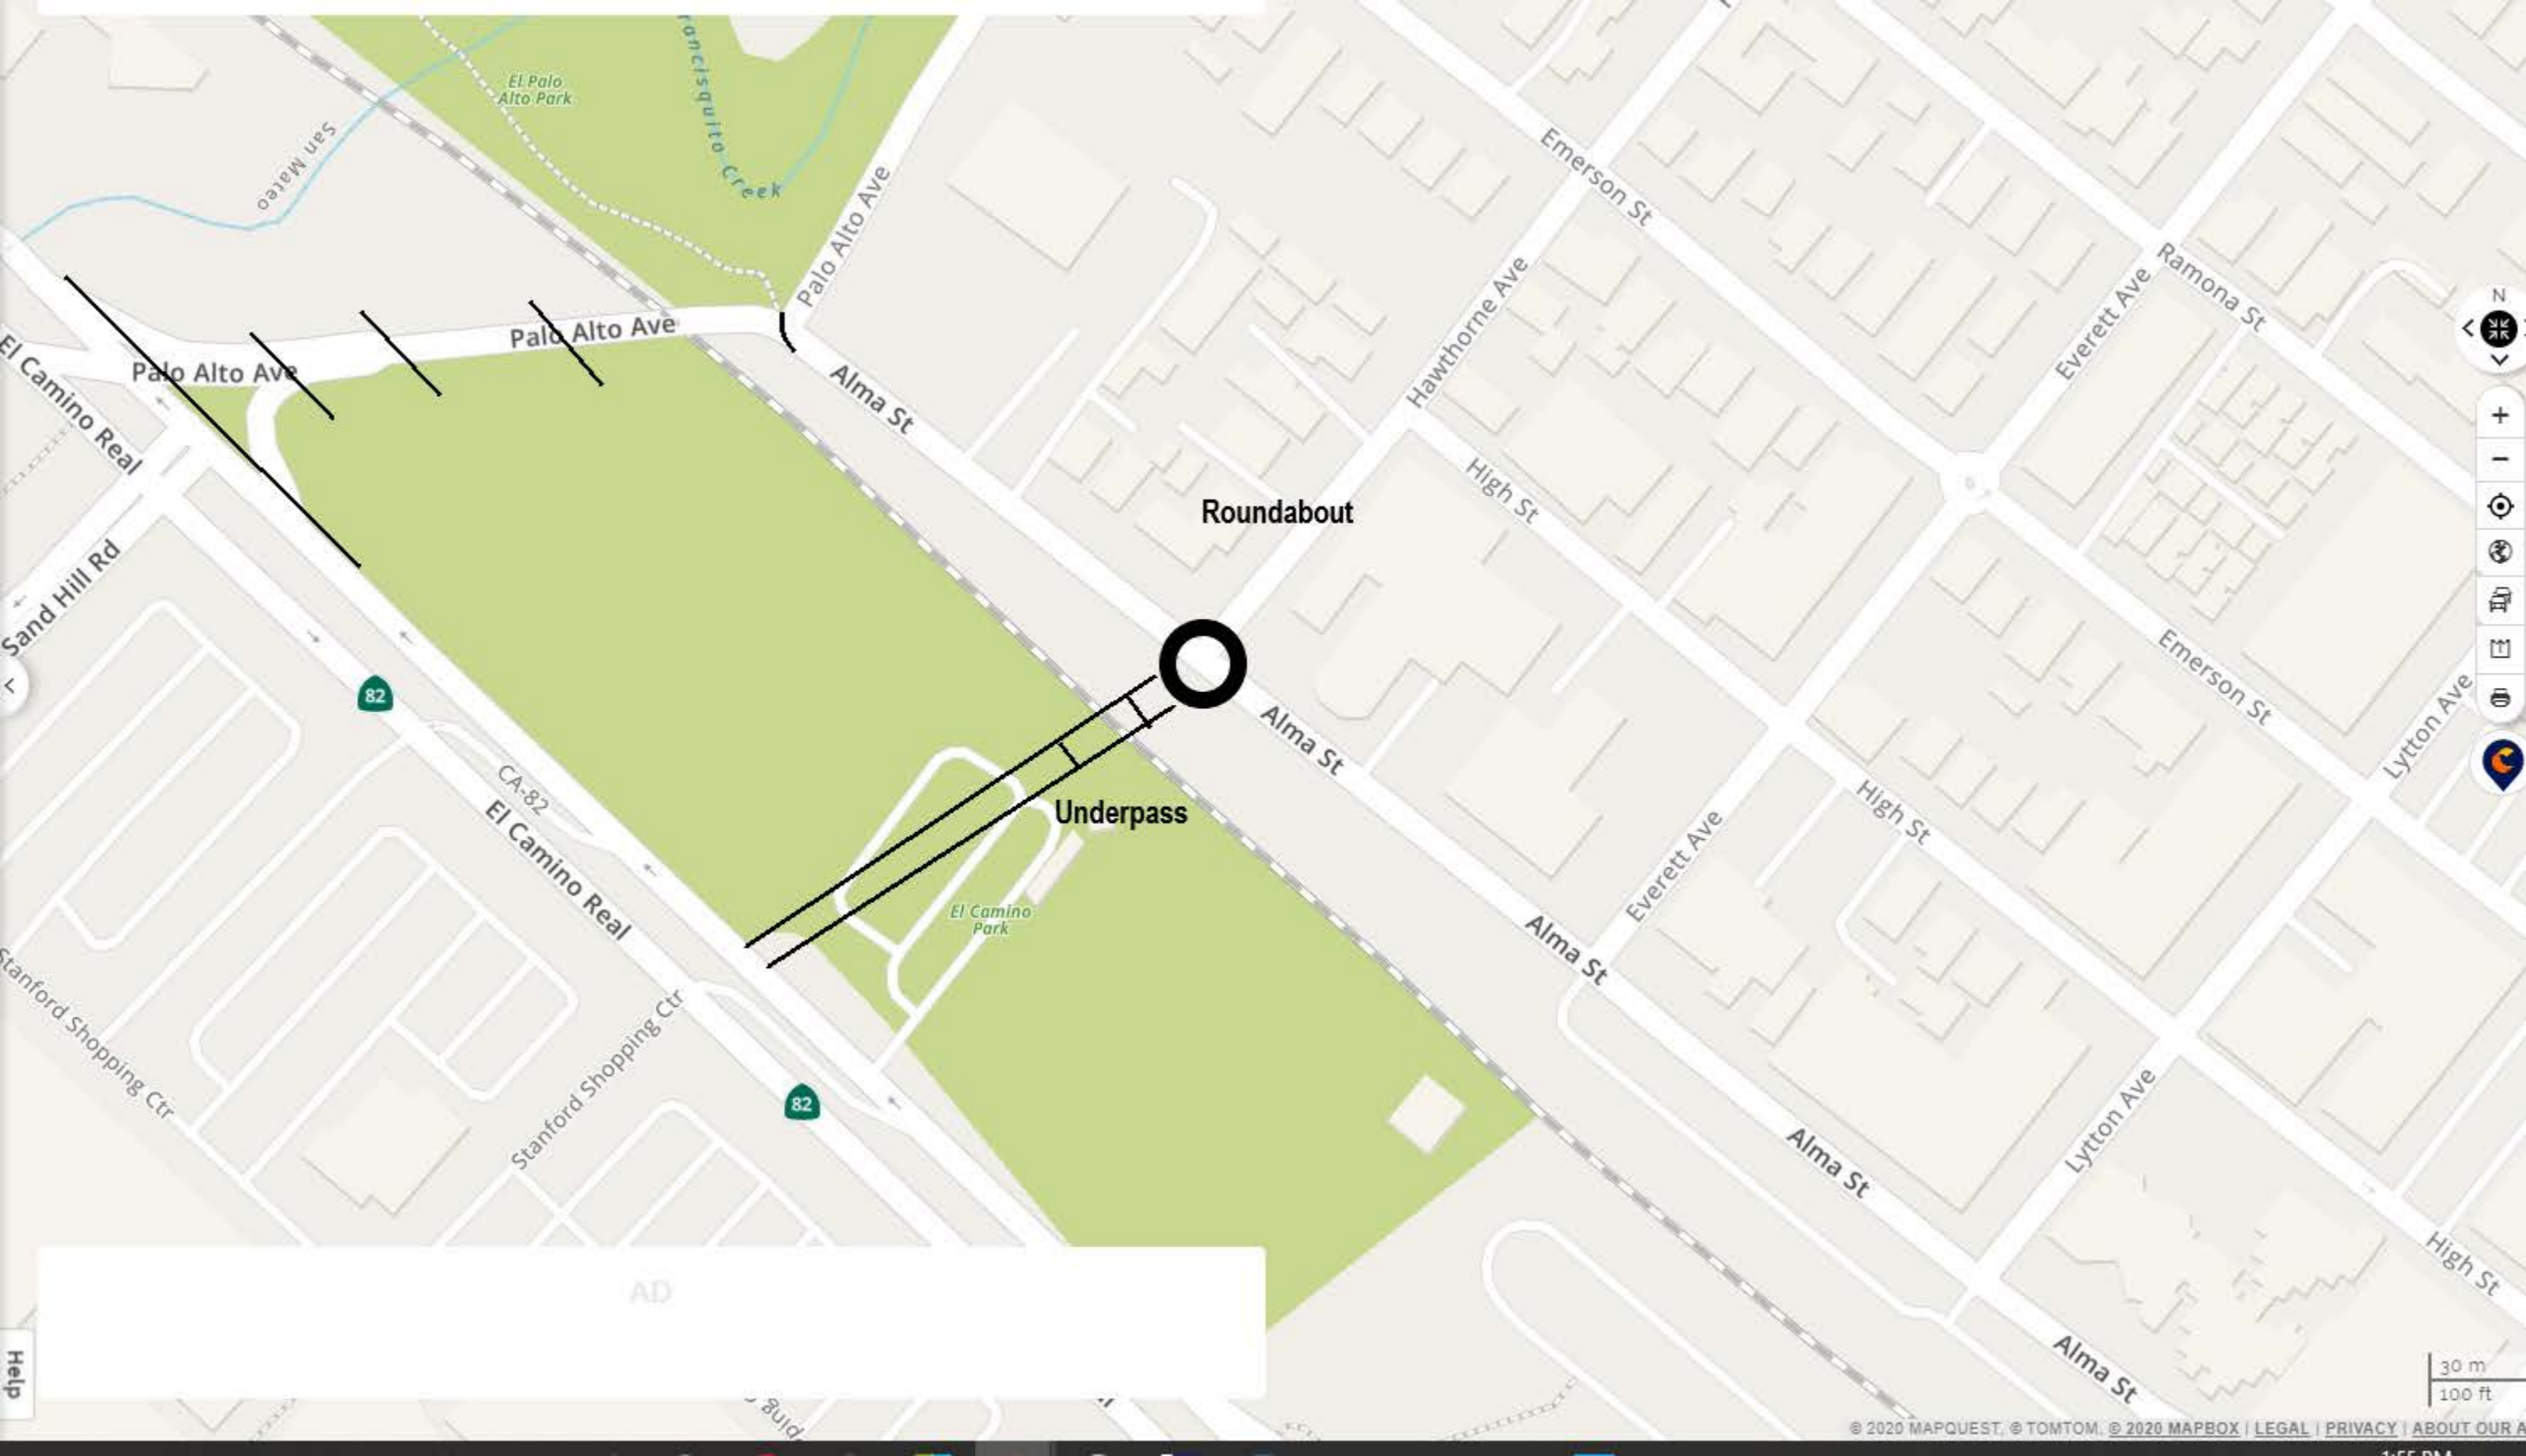 El Palo
Alto Park
rancisquito Creek
San Mateo
Palo Alto Ave
Emerson St
Ramona St
N
Palo Alto Ave
Palo Alto Ave
El Camino Real
Alma St
Hawthorne Ave
Everett Ave
High St
Roundabout
Sand Hill Rd
82
Emerson St
Lytton Ave
Alma St
CA-82
El Camino Real
Underpass
High St
Everett Ave
El Camino
Park
Alma St
Stanford Shopping Ctr
Stanford Shopping Ctr
82
Alma St
Lytton Ave
High St
AD
Help
Alma St
30 m
100 ft
© 2020 MAPQUEST, © TOMTOM, © 2020 MAPBOX | LEGAL | PRIVACY | ABOUT OUR A
1:55 PM